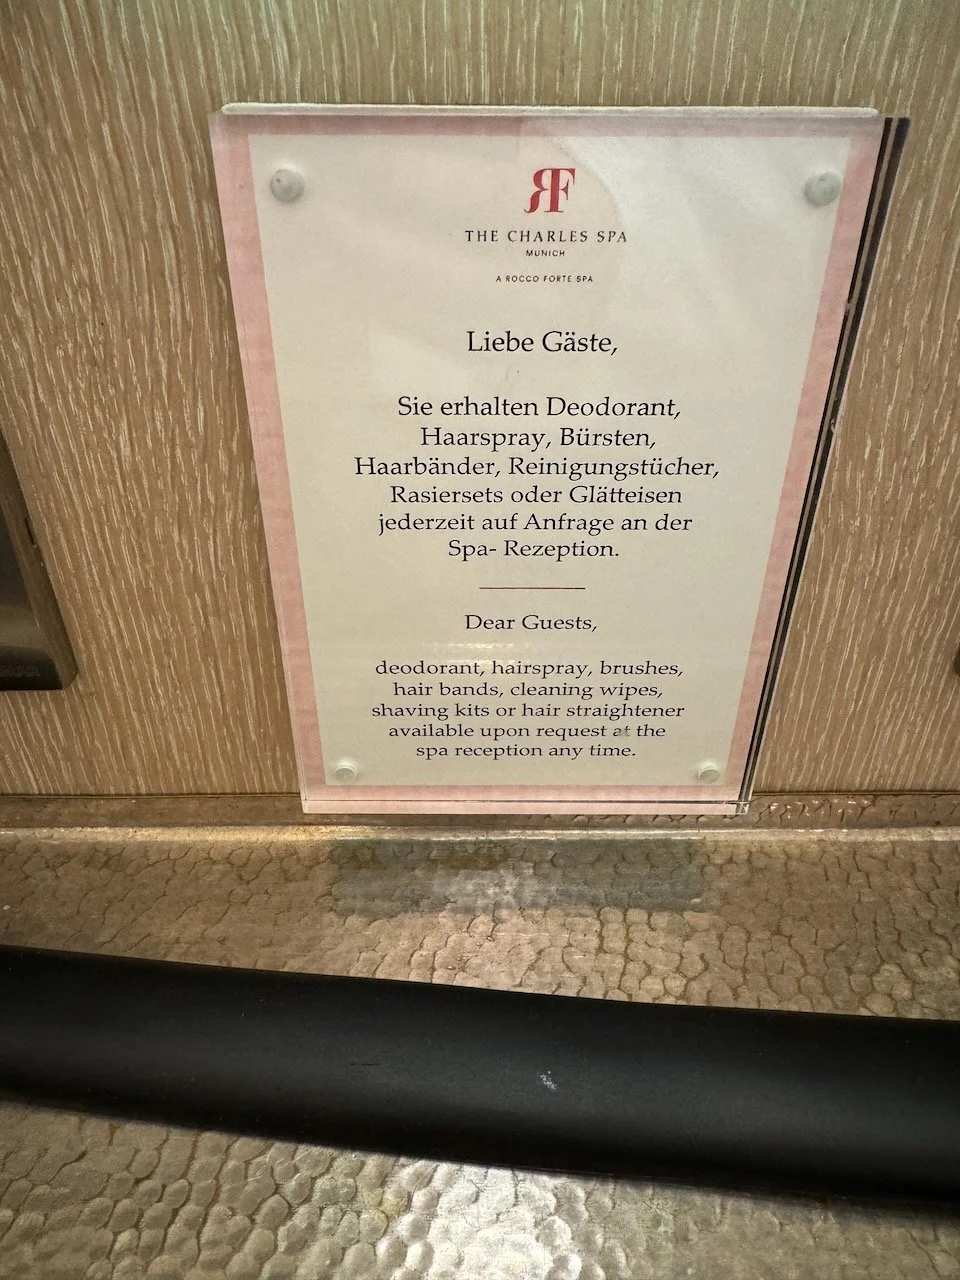 RF
THE CHARLES SPA
MUNICH
A ROCCO FORTE SPA
Liebe Gäste,
Sie erhalten Deodorant,
Haarspray, Bürsten,
Haarbänder, Reinigungstücher,
Rasiersets oder Glätteisen
jederzeit auf Anfrage an der
Spa- Rezeption.
Dear Guests,
deodorant, hairspray, brushes,
hair bands, cleaning wipes,
shaving kits or hair straightener
available upon request at the
spa reception any time.